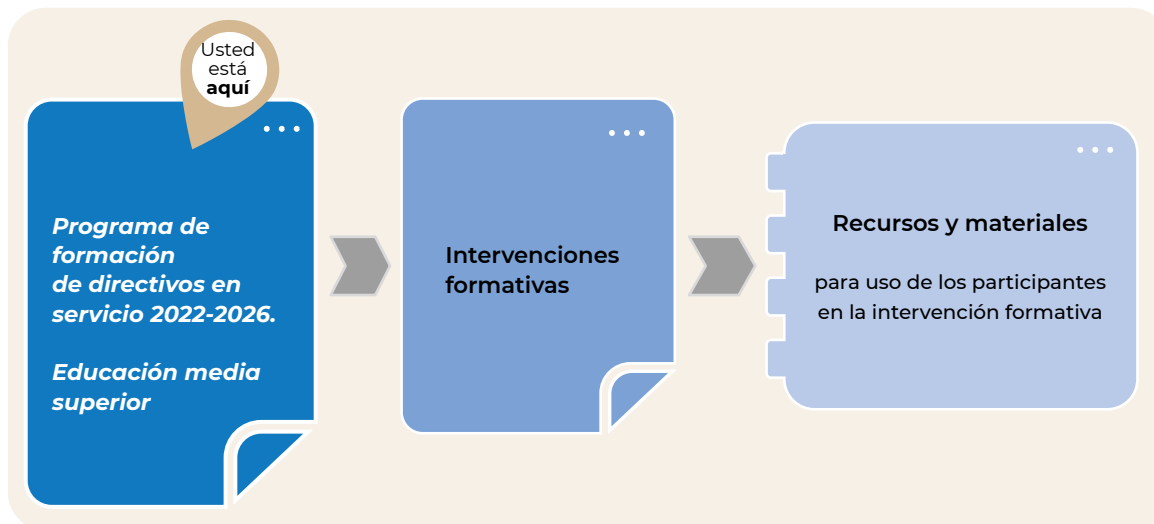 Usted
está
aquí
Programa de
formación
de directivos en
servicio 2022-2026.
Educación media
superior
Intervenciones
formativas
Recursos y materiales
para uso de los participantes
en la intervención formativa